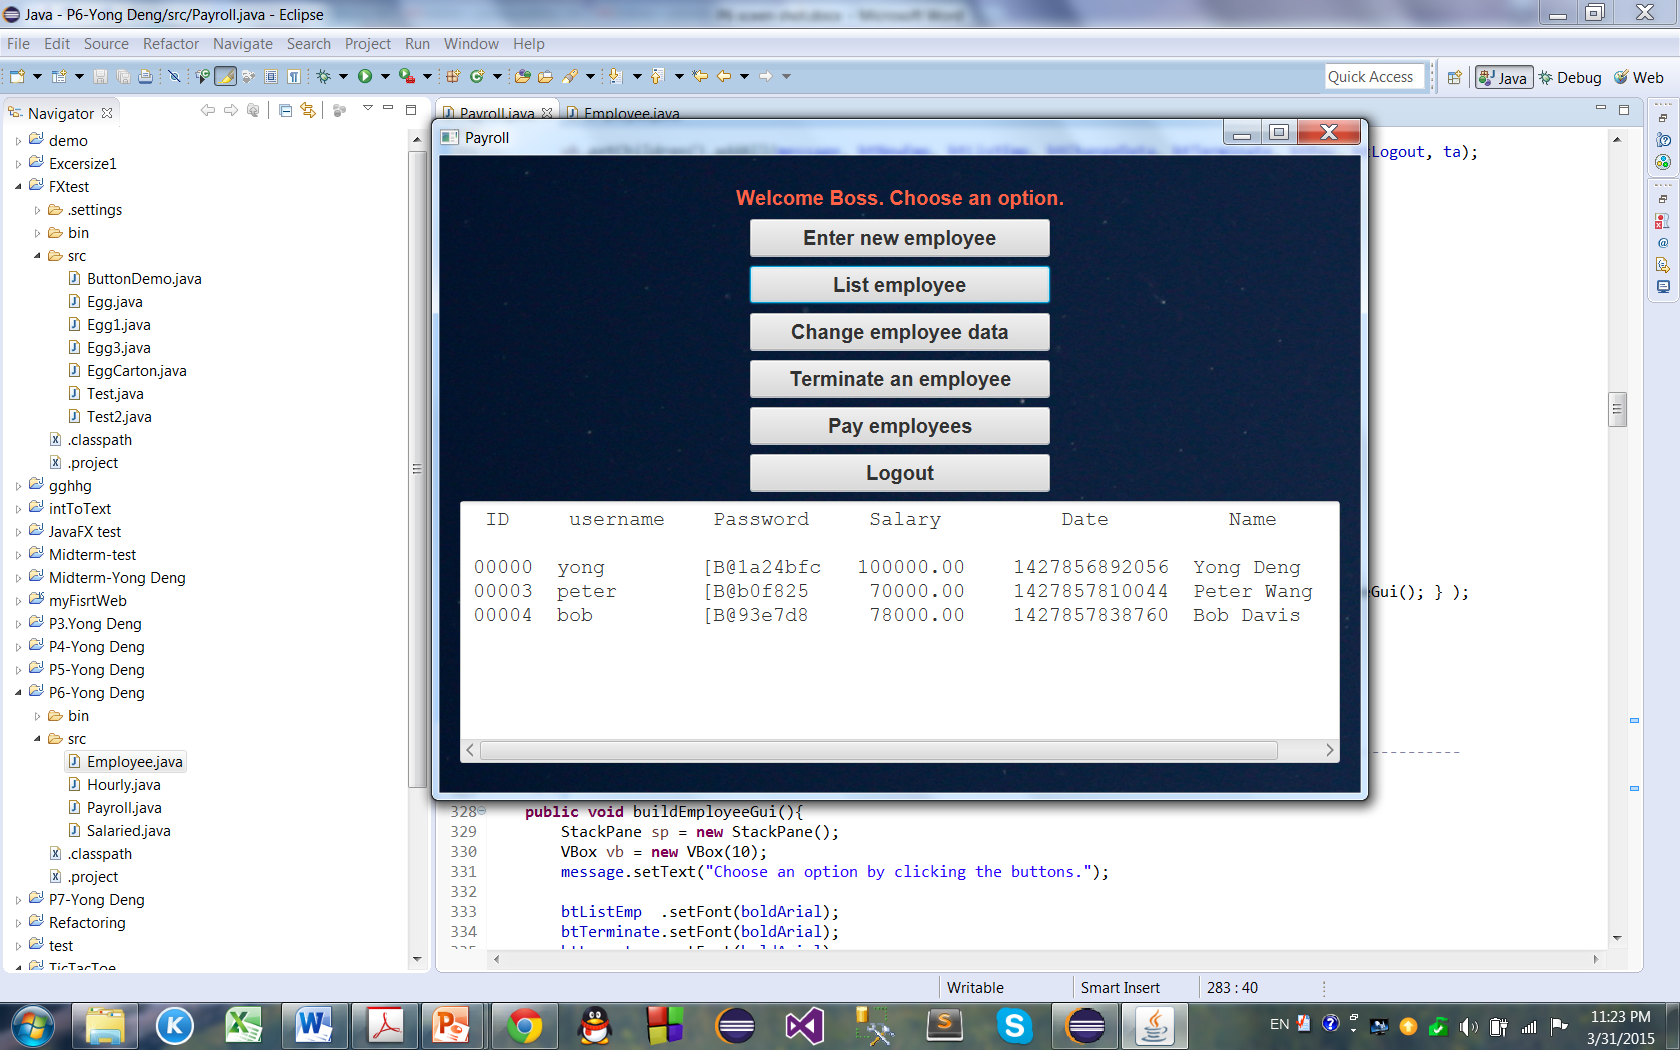 Java - P6-Yong Deng/src/Payroll.java - Eclipse
File Edit Source Refactor Navigate Search Project Run Window Help
Quick Access Java Debug Web
Navigator
Payroll.java Employee.java
demo
Excersize1
FXtest
.settings
bin
src
ButtonDemo.java
Egg.java
Egg1.java
Egg3.java
EggCarton.java
Test.java
Test2.java
.classpath
.project
gghhg
intToText
JavaFX test
Midterm-test
Midterm-Yong Deng
myFisrtWeb
P3.Yong Deng
P4-Yong Deng
P5-Yong Deng
P6-Yong Deng
bin
src
Employee.java
Hourly.java
Payroll.java
Salaried.java
.classpath
.project
P7-Yong Deng
Refactoring
test
TicTacToe
Payroll
Logout, ta);
Welcome Boss. Choose an option.
Enter new employee
List employee
Change employee data
Terminate an employee
Pay employees
Logout
ID username Password Salary Date Name
00000 yong [B@1a24bfc 100000.00 1427856892056 Yong Deng
00003 peter [B@b0f825 70000.00 1427857810044 Peter Wang
00004 bob [B@93e7d8 78000.00 1427857838760 Bob Davis
Gui(); } );
----------
328 public void buildEmployeeGui(){
329 StackPane sp = new StackPane();
330 VBox vb = new VBox(10);
331 message.setText("Choose an option by clicking the buttons.");
332
333 btListEmp .setFont(boldArial);
334 btTerminate.setFont(boldArial);
Writable Smart Insert 283 : 40
EN
11:23 PM
3/31/2015